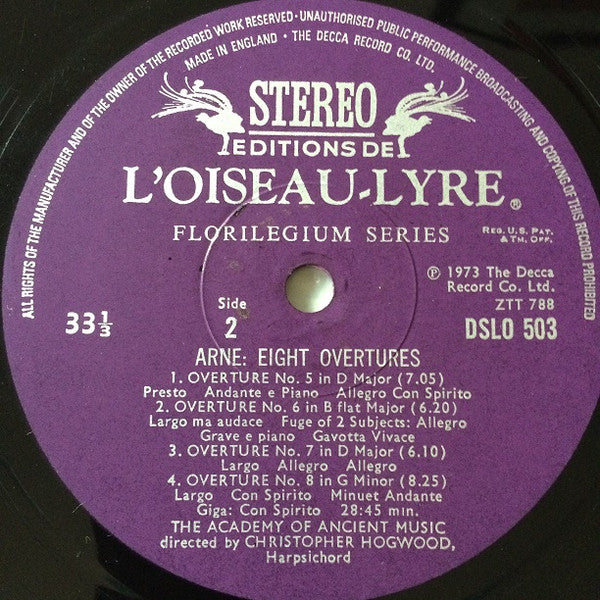 ALL RIGHTS OF THE MANUFACTURER AND OF THE OWNER OF THE RECORDED WORK RESERVED · UNAUTHORISED PUBLIC PERFORMANCE BROADCASTING AND COPYING OF THIS RECORD PROHIBITED
MADE IN ENGLAND · THE DECCA RECORD CO. LTD.
STEREO
EDITIONS DE
L'OISEAU-LYRE®
FLORILEGIUM SERIES
REG. U.S. PAT.
& TM. OFF.
℗ 1973 The Decca
Record Co. Ltd.
ZTT 788
Side
2
33⅓
DSLO 503
ARNE: EIGHT OVERTURES
1. OVERTURE No. 5 in D Major (7.05)
Presto Andante e Piano Allegro Con Spirito
2. OVERTURE No. 6 in B flat Major (6.20)
Largo ma audace Fuge of 2 Subjects: Allegro
Grave e piano Gavotta Vivace
3. OVERTURE No. 7 in D Major (6.10)
Largo Allegro Allegro
4. OVERTURE No. 8 in G Minor (8.25)
Largo Con Spirito Minuet Andante
Giga: Con Spirito 28:45 min.
THE ACADEMY OF ANCIENT MUSIC
directed by CHRISTOPHER HOGWOOD,
Harpsichord